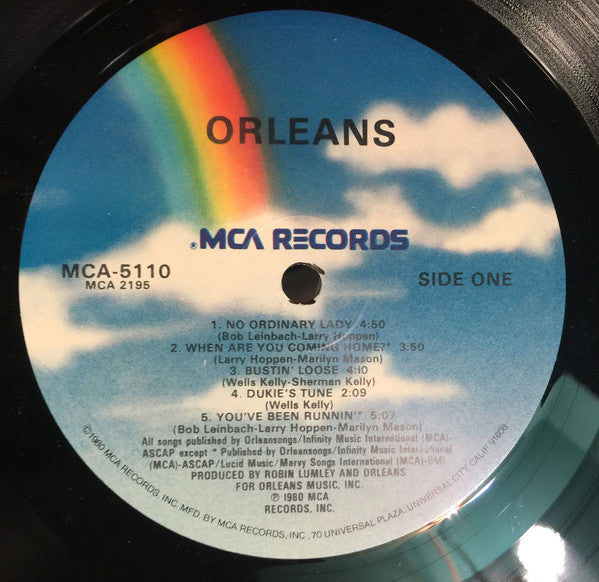 ORLEANS
®MCA RECORDS
MCA-5110
MCA 2195
SIDE ONE
1. NO ORDINARY LADY 4:50
(Bob Leinbach-Larry Hoppen)
2. WHEN ARE YOU COMING HOME?* 3:50
(Larry Hoppen-Marilyn Mason)
3. BUSTIN' LOOSE 4:10
(Wells Kelly-Sherman Kelly)
4. DUKIE'S TUNE 2:09
(Wells Kelly)
5. YOU'VE BEEN RUNNIN'* 5:07
(Bob Leinbach-Larry Hoppen-Marilyn Mason)
All songs published by Orleansongs/Infinity Music International (MCA)-
ASCAP except * Published by Orleansongs/Infinity Music International
(MCA)-ASCAP/Lucid Music/Marvy Songs International (MCA)-BMI
PRODUCED BY ROBIN LUMLEY AND ORLEANS
FOR ORLEANS MUSIC, INC.
℗ 1980 MCA
RECORDS, INC.
©1980 MCA RECORDS, INC. MFD. BY MCA RECORDS, INC., 70 UNIVERSAL PLAZA, UNIVERSAL CITY, CALIF. 91608